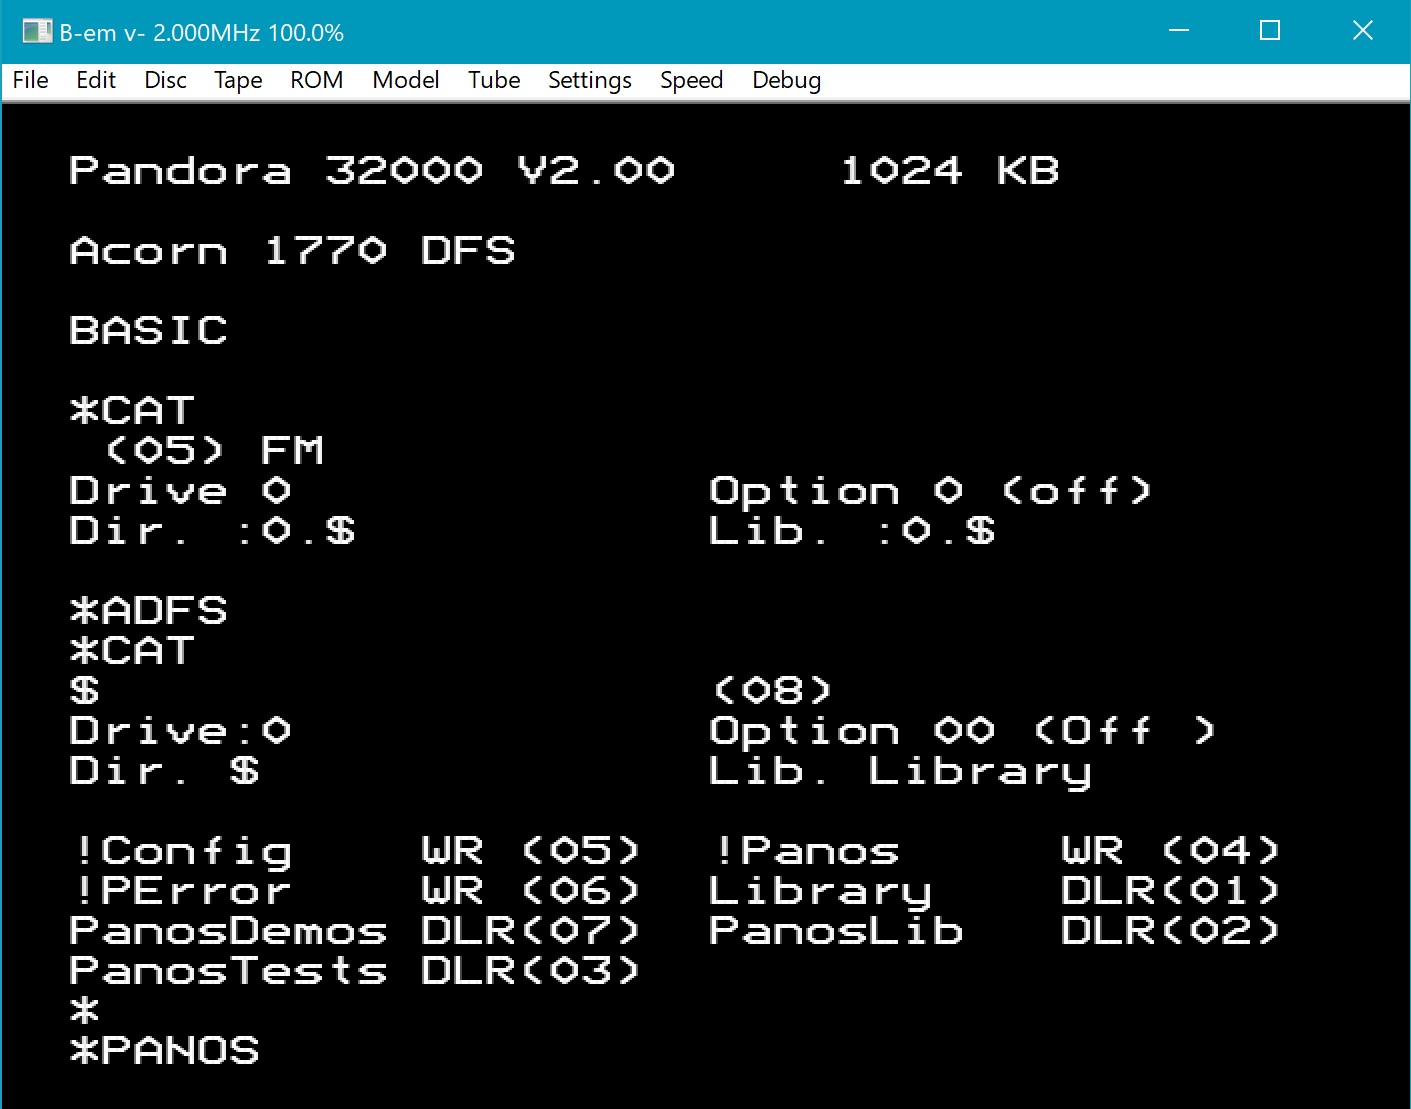 B-em v- 2.000MHz 100.0%
File Edit Disc Tape ROM Model Tube Settings Speed Debug
Pandora 32000 V2.00 1024 KB
Acorn 1770 DFS
BASIC
*CAT
(05) FM
Drive 0 Option 0 (off)
Dir. :0.$ Lib. :0.$
*ADFS
*CAT
$ (08)
Drive:0 Option 00 (Off )
Dir. $ Lib. Library
!Config WR (05) !Panos WR (04)
!PError WR (06) Library DLR(01)
PanosDemos DLR(07) PanosLib DLR(02)
PanosTests DLR(03)
*
*PANOS